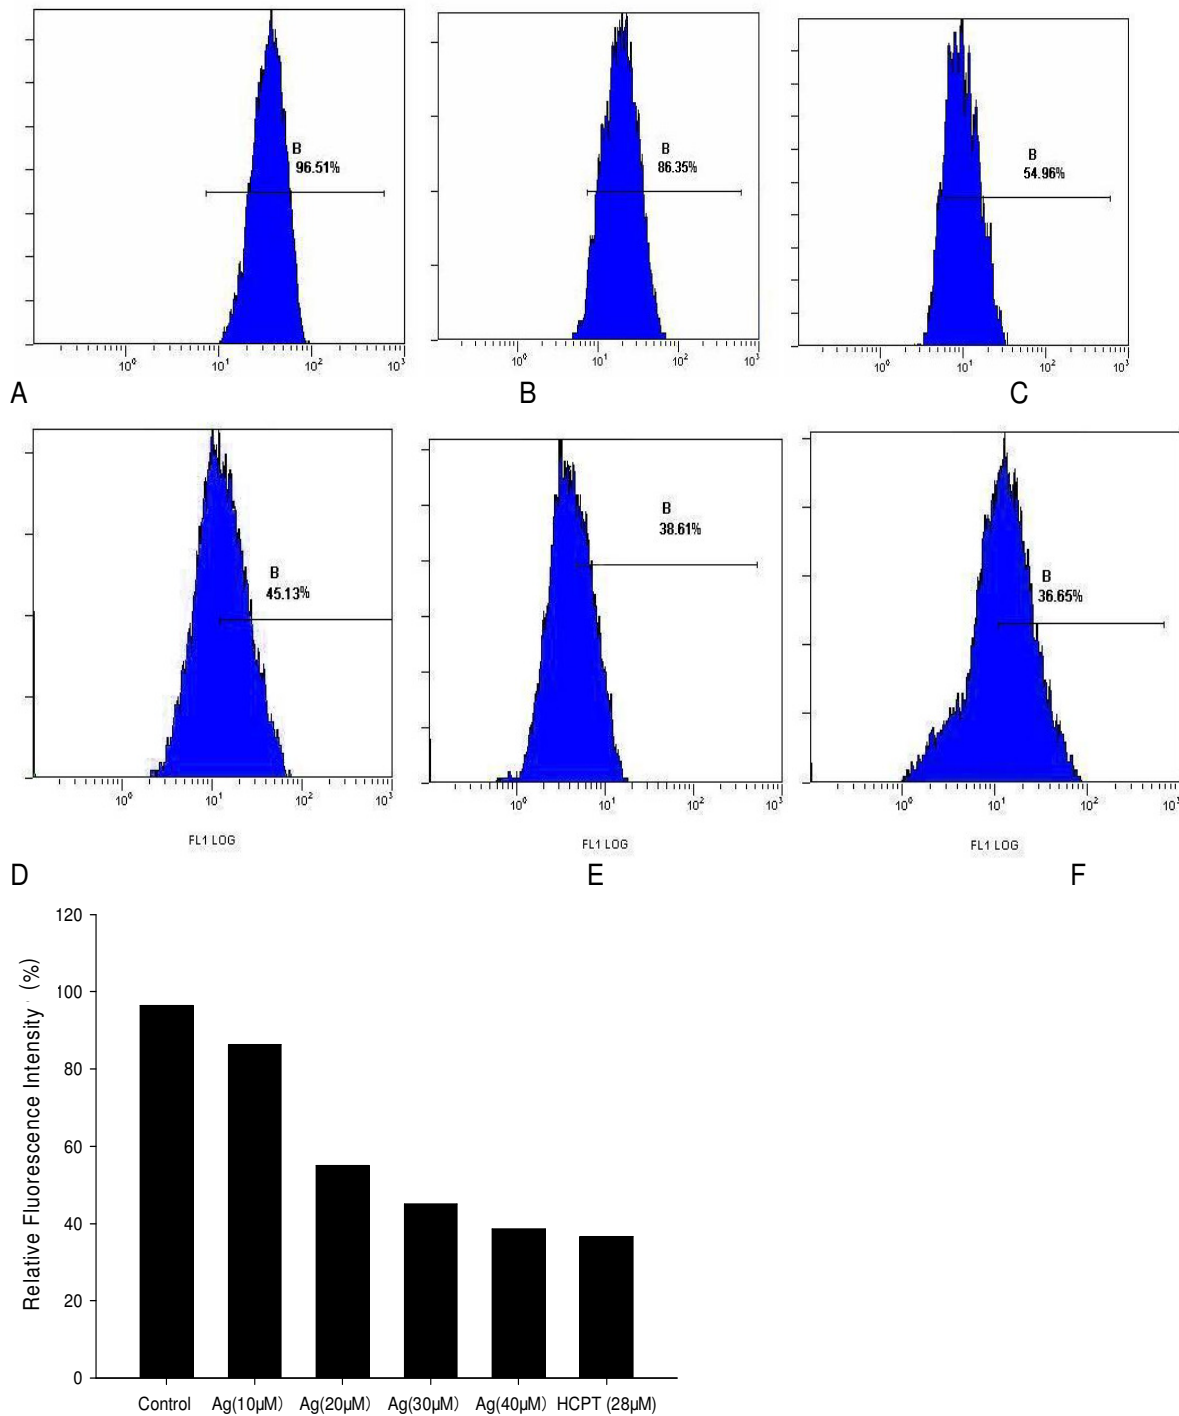 B
96.51%
10⁰ 10¹ 10² 10³
B
86.35%
10⁰ 10¹ 10² 10³
B
54.96%
10⁰ 10¹ 10² 10³
A B C
B
45.13%
10⁰ 10¹ 10² 10³
FL1 LOG
B
38.61%
10⁰ 10¹ 10² 10³
FL1 LOG
B
36.65%
10⁰ 10¹ 10² 10³
FL1 LOG
D E F
Relative Fluorescence Intensity (%)
120
100
80
60
40
20
0
Control Ag(10μM) Ag(20μM) Ag(30μM) Ag(40μM) HCPT (28μM)